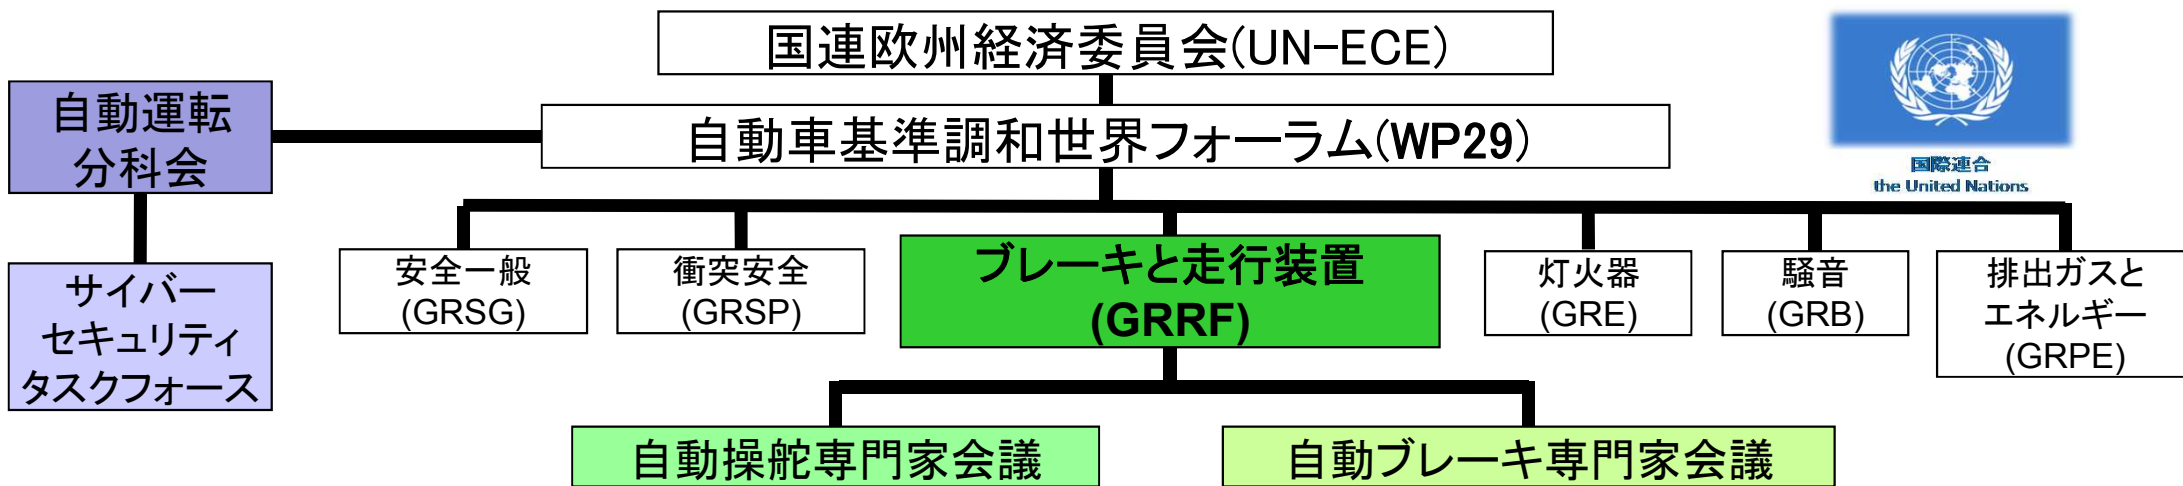 国連欧州経済委員会(UN-ECE)
自動運転
分科会
自動車基準調和世界フォーラム(WP29)
国際連合
the United Nations
サイバー
セキュリティ
タスクフォース
安全一般
(GRSG)
衝突安全
(GRSP)
ブレーキと走行装置
(GRRF)
灯火器
(GRE)
騒音
(GRB)
排出ガスと
エネルギー
(GRPE)
自動操舵専門家会議
自動ブレーキ専門家会議